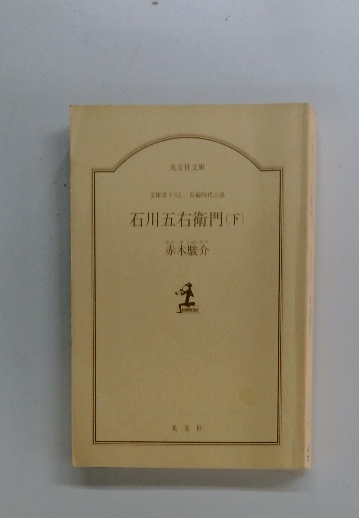 光文社文庫
文庫書下ろし、長編時代小説
石川五右衛門(下)
赤木駿介
光文社